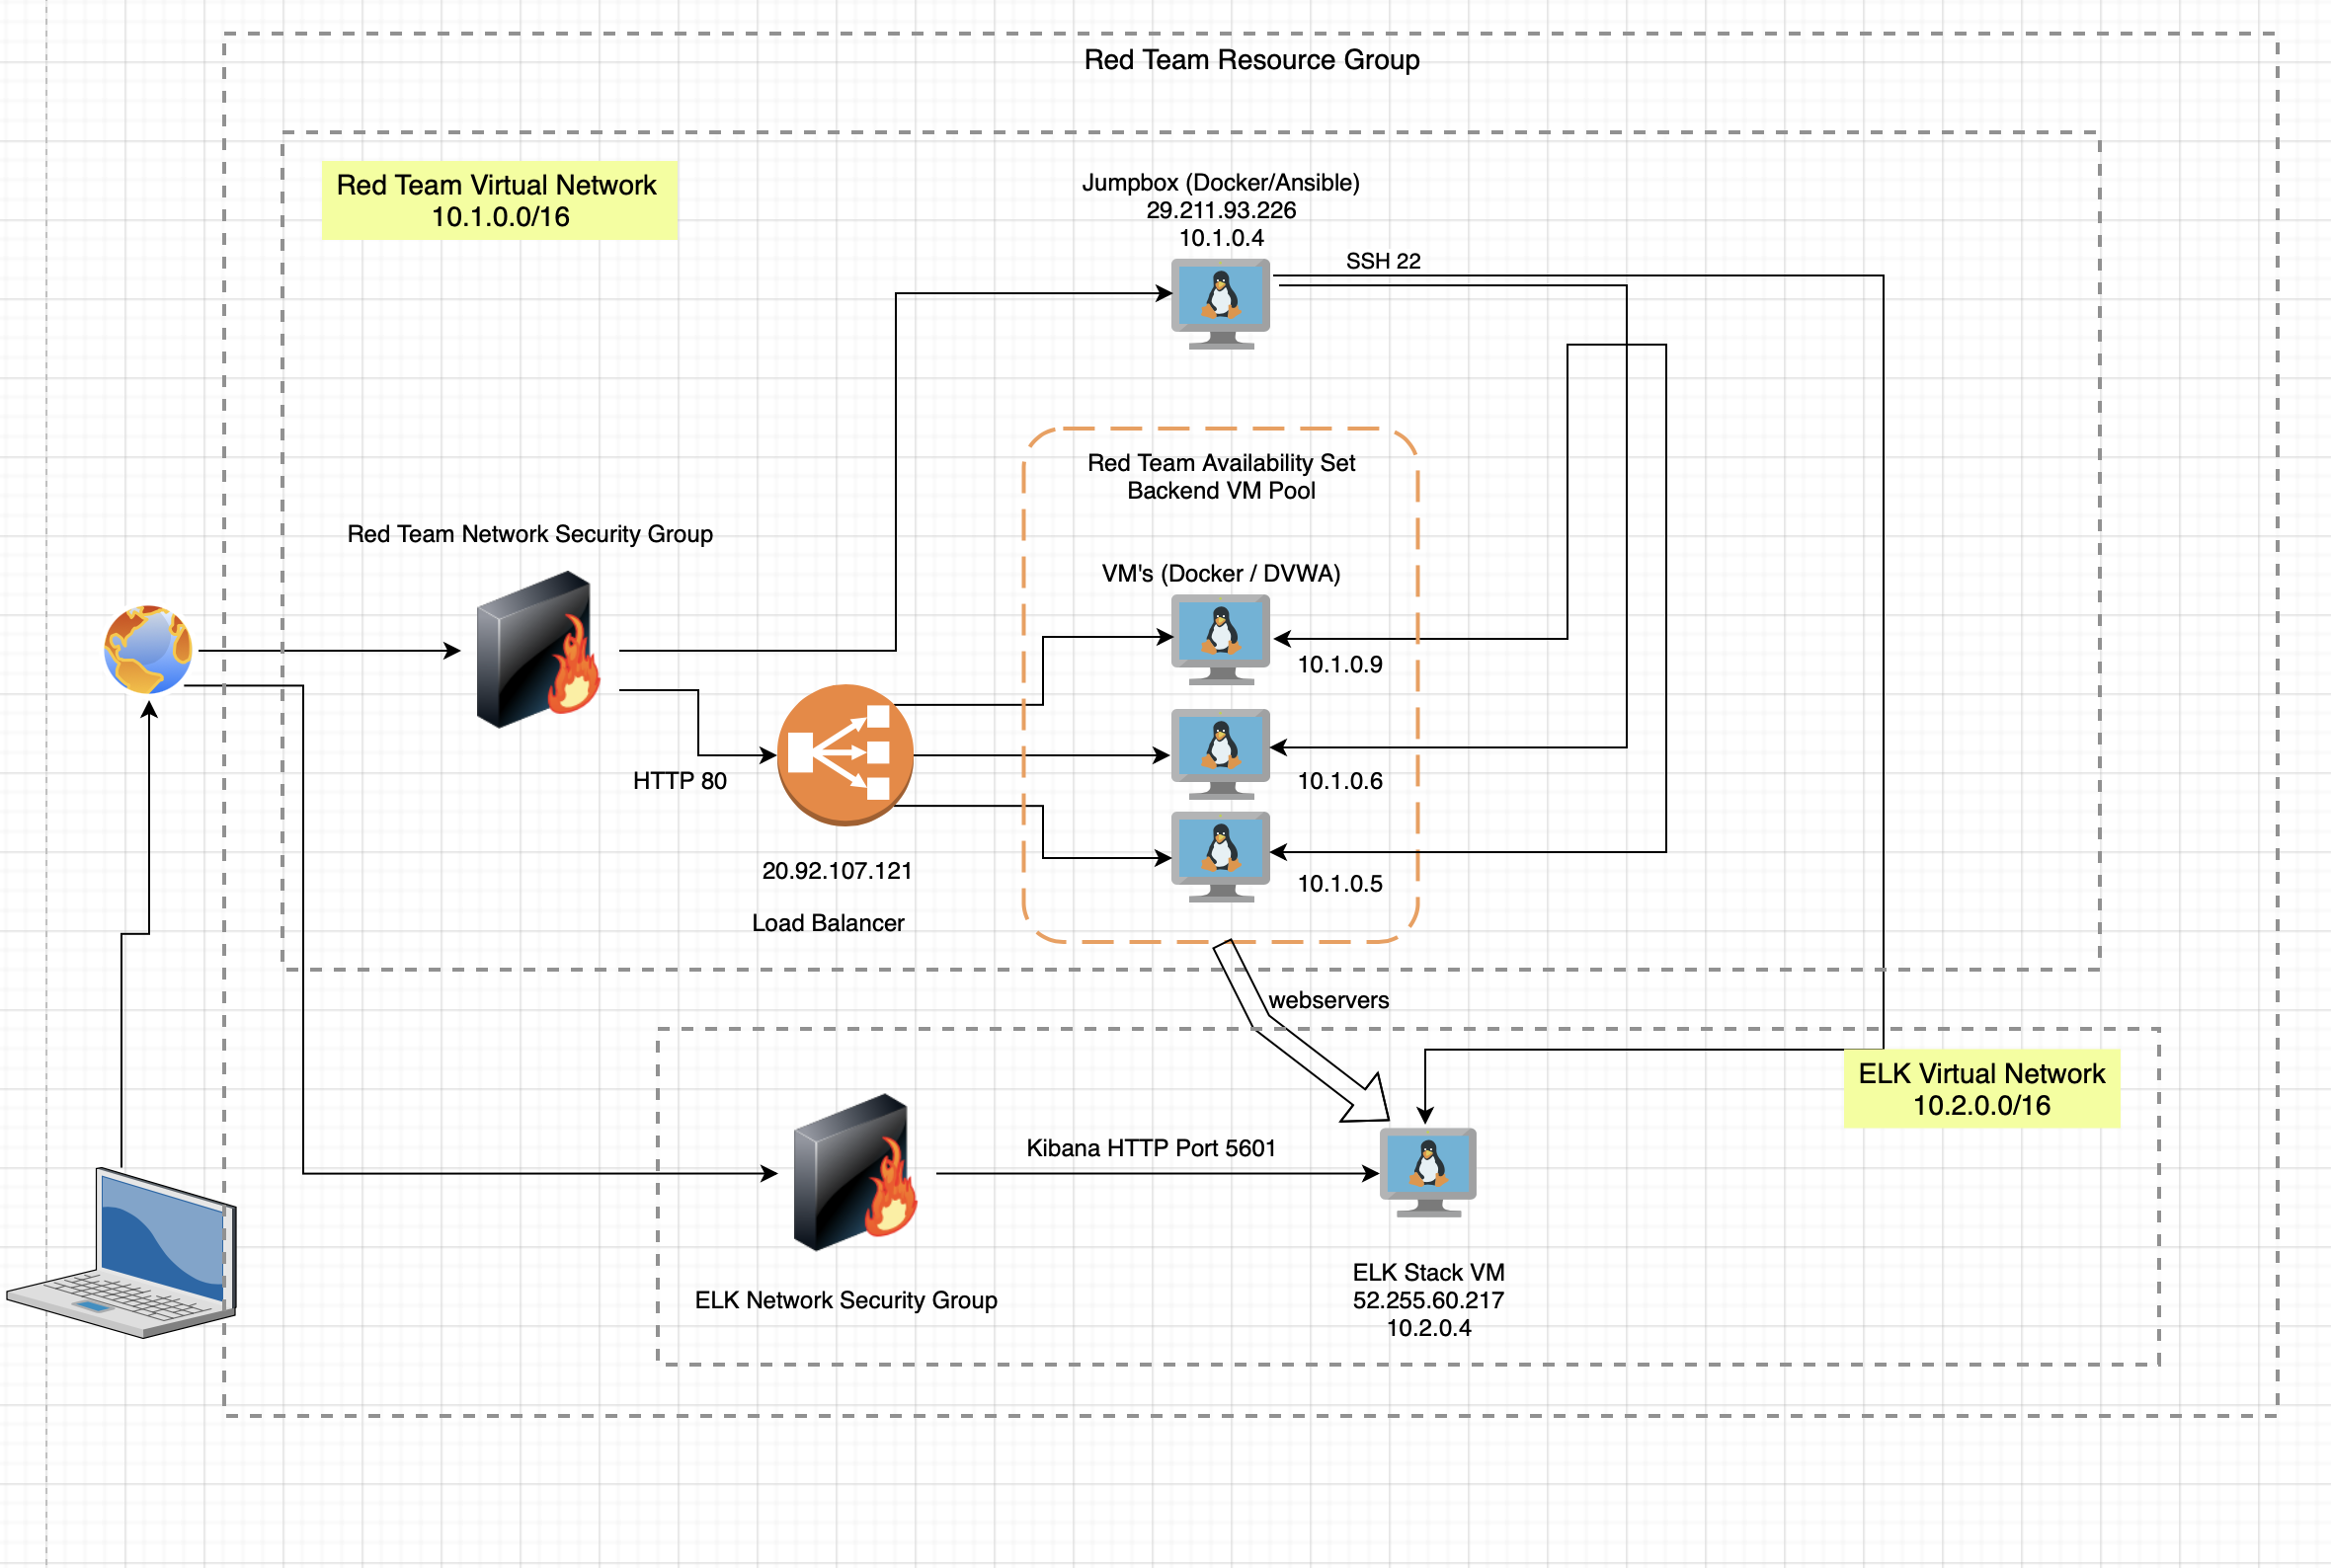 Red Team Resource Group
Red Team Virtual Network
10.1.0.0/16
Jumpbox (Docker/Ansible)
29.211.93.226
10.1.0.4
SSH 22
Red Team Availability Set
Backend VM Pool
Red Team Network Security Group
VM's (Docker / DVWA)
10.1.0.9
HTTP 80
10.1.0.6
20.92.107.121
10.1.0.5
Load Balancer
webservers
ELK Virtual Network
10.2.0.0/16
Kibana HTTP Port 5601
ELK Network Security Group
ELK Stack VM
52.255.60.217
10.2.0.4